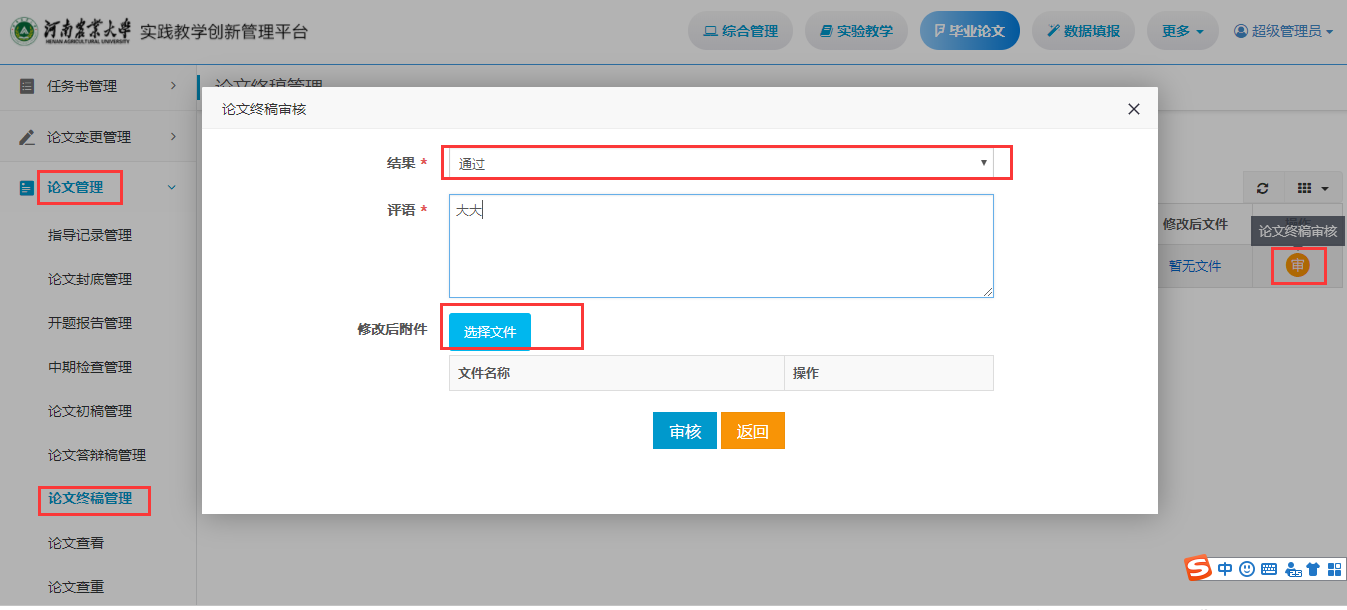 河南农业大学
HENAN AGRICULTURAL UNIVERSITY
实践教学创新管理平台
综合管理
实验教学
毕业论文
数据填报
更多
超级管理员
任务书管理
论文变更管理
论文管理
指导记录管理
论文封底管理
开题报告管理
中期检查管理
论文初稿管理
论文答辩稿管理
论文终稿管理
论文查看
论文查重
论文终稿管理
论文终稿审核
结果 *
通过
评语 *
大大
修改后附件
选择文件
文件名称
操作
审核
返回
修改后文件
操作
论文终稿审核
暂无文件
审
S
中